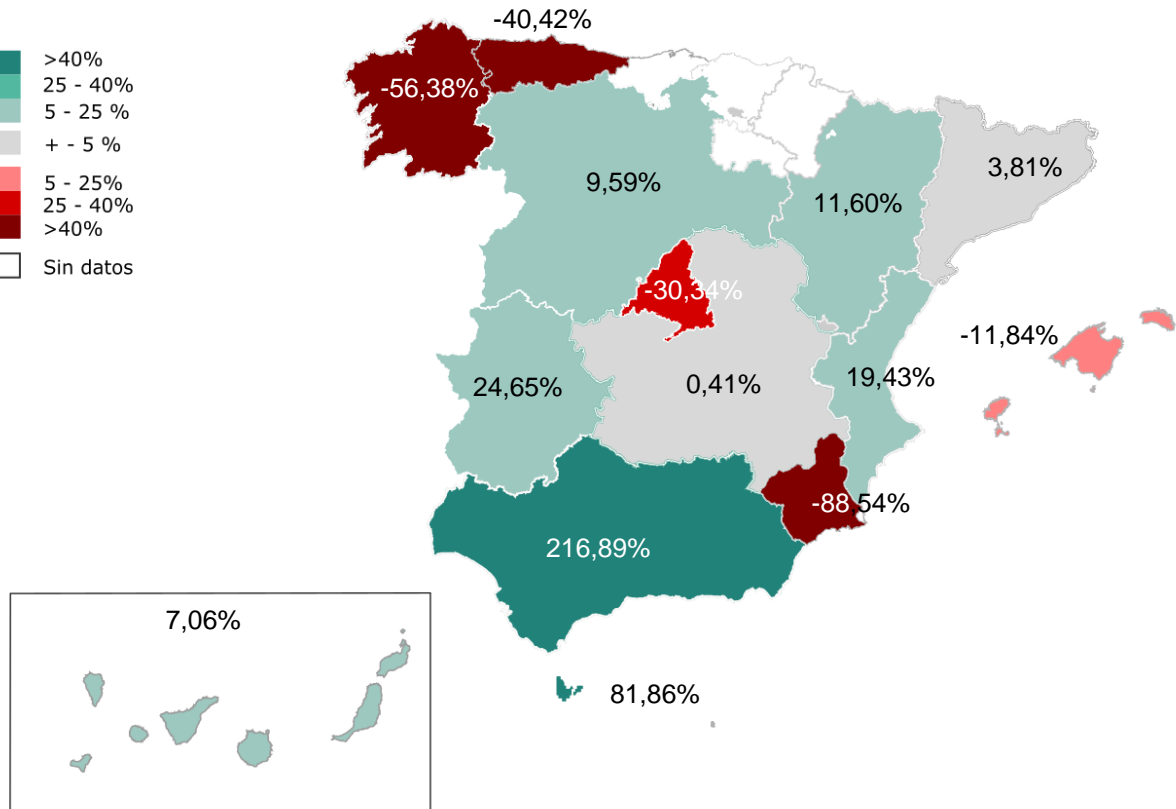 >40%
25 - 40%
5 - 25 %
+ - 5 %
5 - 25%
25 - 40%
>40%
Sin datos
-40,42%
-56,38%
9,59%
11,60%
3,81%
-30,34%
-11,84%
24,65%
0,41%
19,43%
-88,54%
216,89%
7,06%
81,86%